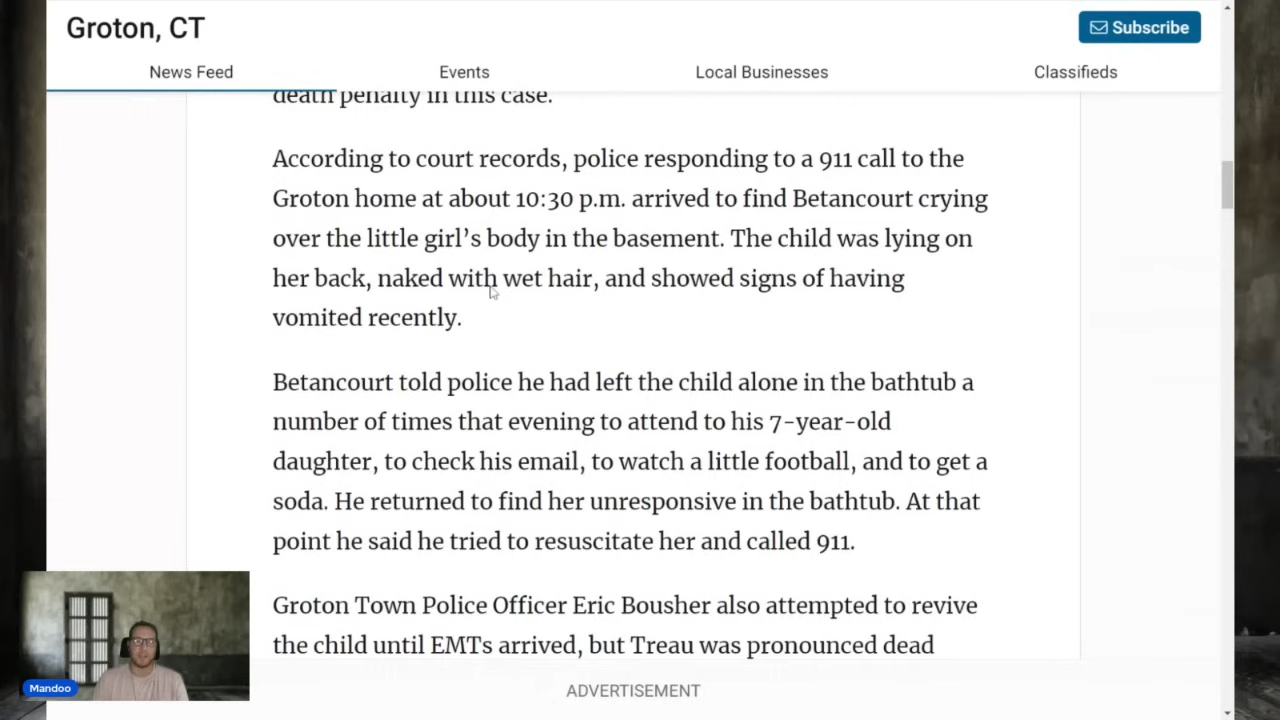 Groton, CT
Subscribe
News Feed Events Local Businesses Classifieds
death penalty in this case.
According to court records, police responding to a 911 call to the
Groton home at about 10:30 p.m. arrived to find Betancourt crying
over the little girl’s body in the basement. The child was lying on
her back, naked with wet hair, and showed signs of having
vomited recently.
Betancourt told police he had left the child alone in the bathtub a
number of times that evening to attend to his 7-year-old
daughter, to check his email, to watch a little football, and to get a
soda. He returned to find her unresponsive in the bathtub. At that
point he said he tried to resuscitate her and called 911.
Groton Town Police Officer Eric Bousher also attempted to revive
the child until EMTs arrived, but Treau was pronounced dead
Mandoo
ADVERTISEMENT